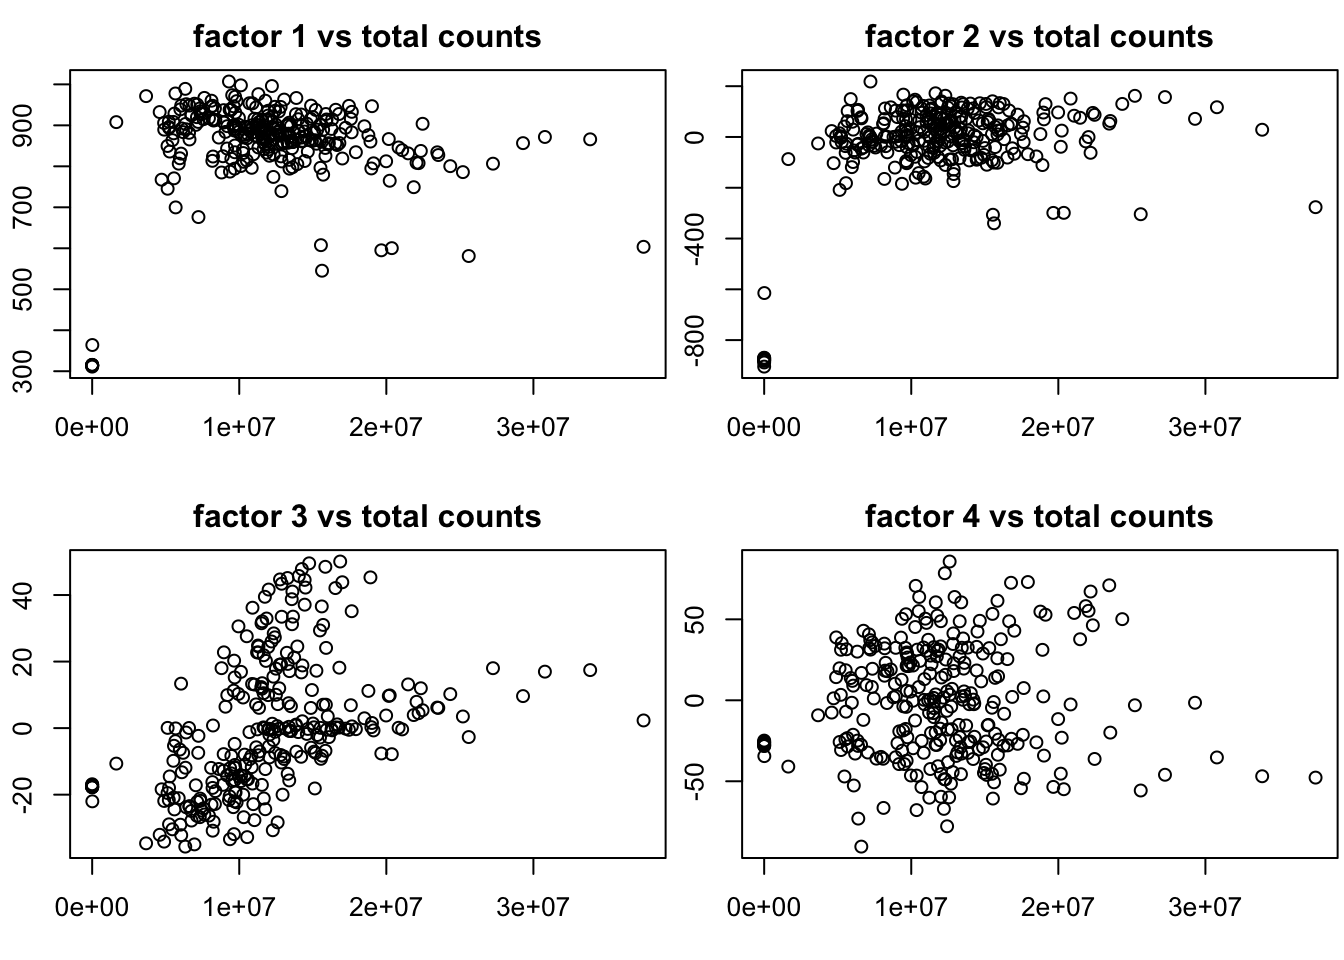 factor 1 vs total counts
900
700
500
300
0e+00 1e+07 2e+07 3e+07
factor 2 vs total counts
0
-400
-800
0e+00 1e+07 2e+07 3e+07
factor 3 vs total counts
40
20
0
-20
0e+00 1e+07 2e+07 3e+07
factor 4 vs total counts
50
0
-50
0e+00 1e+07 2e+07 3e+07